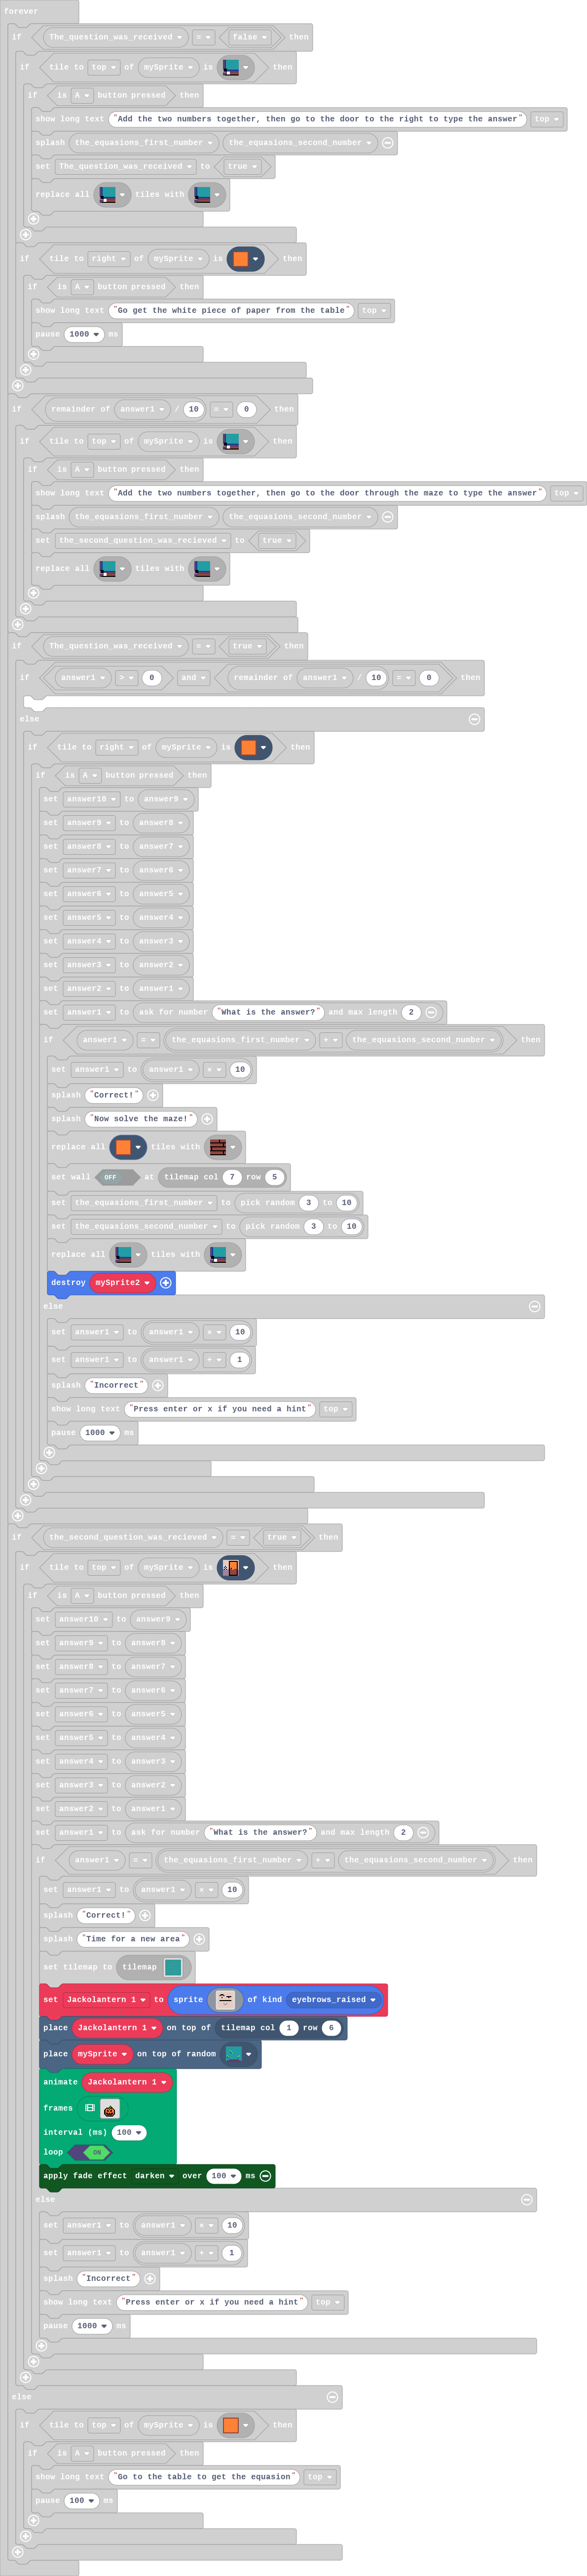 forever
if The_question_was_received = false then
if tile to top of mySprite is then
if is A button pressed then
show long text "Add the two numbers together, then go to the door to the right to type the answer" top
splash the_equasions_first_number the_equasions_second_number
set The_question_was_received to true
replace all tiles with
if tile to right of mySprite is then
if is A button pressed then
show long text "Go get the white piece of paper from the table" top
pause 1000 ms
if remainder of answer1 / 10 = 0 then
if tile to top of mySprite is then
if is A button pressed then
show long text "Add the two numbers together, then go to the door through the maze to type the answer" top
splash the_equasions_first_number the_equasions_second_number
set the_second_question_was_recieved to true
replace all tiles with
if The_question_was_received = true then
if answer1 > 0 and remainder of answer1 / 10 = 0 then
else
if tile to right of mySprite is then
if is A button pressed then
set answer10 to answer9
set answer9 to answer8
set answer8 to answer7
set answer7 to answer6
set answer6 to answer5
set answer5 to answer4
set answer4 to answer3
set answer3 to answer2
set answer2 to answer1
set answer1 to ask for number "What is the answer?" and max length 2
if answer1 = the_equasions_first_number + the_equasions_second_number then
set answer1 to answer1 × 10
splash "Correct!"
splash "Now solve the maze!"
replace all tiles with
set wall OFF at tilemap col 7 row 5
set the_equasions_first_number to pick random 3 to 10
set the_equasions_second_number to pick random 3 to 10
replace all tiles with
destroy mySprite2
else
set answer1 to answer1 × 10
set answer1 to answer1 + 1
splash "Incorrect"
show long text "Press enter or x if you need a hint" top
pause 1000 ms
if the_second_question_was_recieved = true then
if tile to top of mySprite is then
if is A button pressed then
set answer10 to answer9
set answer9 to answer8
set answer8 to answer7
set answer7 to answer6
set answer6 to answer5
set answer5 to answer4
set answer4 to answer3
set answer3 to answer2
set answer2 to answer1
set answer1 to ask for number "What is the answer?" and max length 2
if answer1 = the_equasions_first_number + the_equasions_second_number then
set answer1 to answer1 × 10
splash "Correct!"
splash "Time for a new area"
set tilemap to tilemap
set Jackolantern 1 to sprite of kind eyebrows_raised
place Jackolantern 1 on top of tilemap col 1 row 6
place mySprite on top of random
animate Jackolantern 1
frames
interval (ms) 100
loop ON
apply fade effect darken over 100 ms
else
set answer1 to answer1 × 10
set answer1 to answer1 + 1
splash "Incorrect"
show long text "Press enter or x if you need a hint" top
pause 1000 ms
else
if tile to top of mySprite is then
if is A button pressed then
show long text "Go to the table to get the equasion" top
pause 100 ms